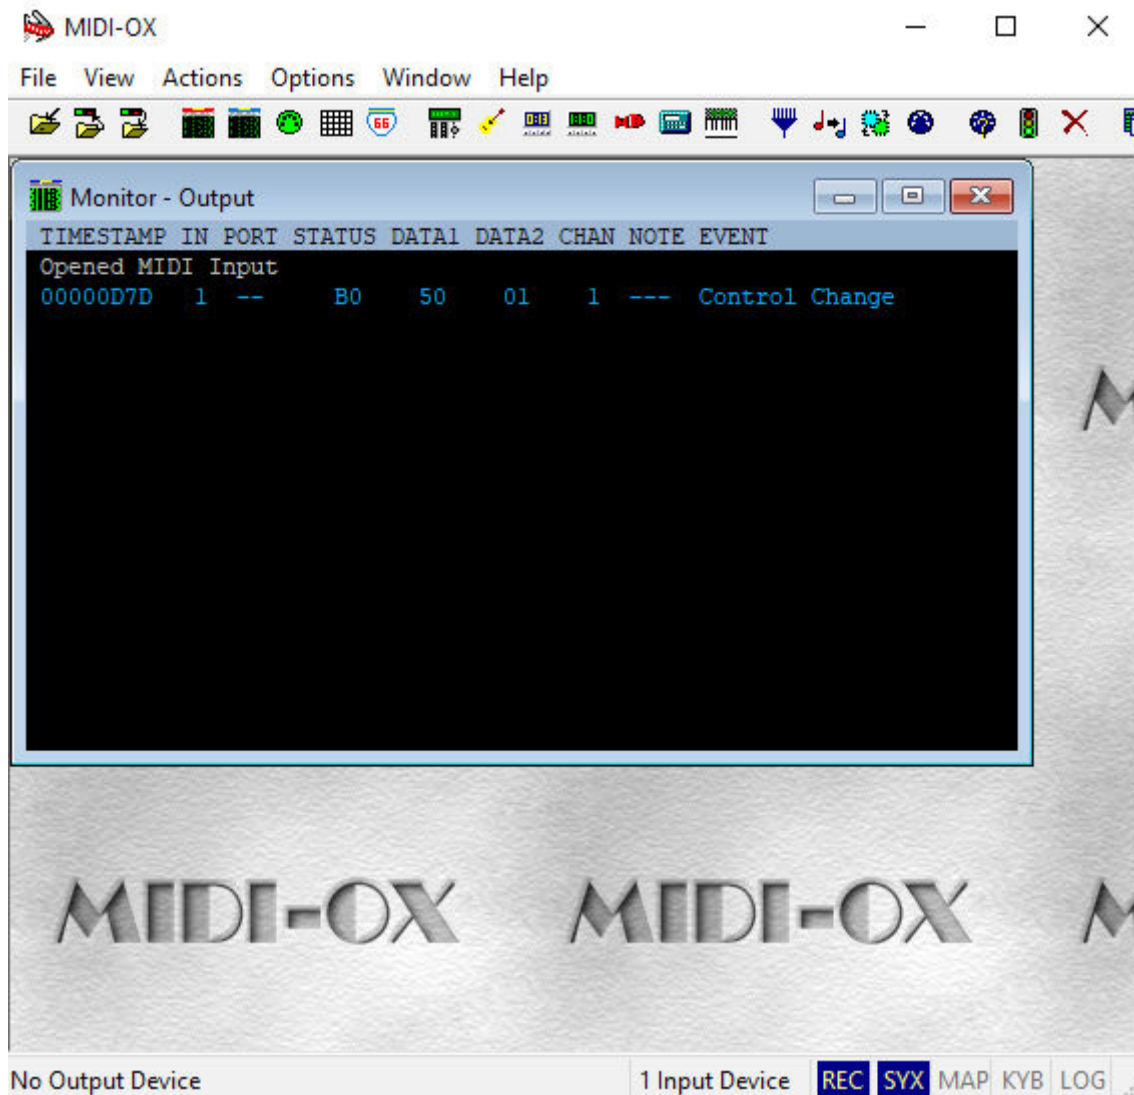 MIDI-OX
File View Actions Options Window Help
66
Monitor - Output
TIMESTAMP IN PORT STATUS DATA1 DATA2 CHAN NOTE EVENT
Opened MIDI Input
00000D7D 1 -- B0 50 01 1 --- Control Change
MIDI-OX MIDI-OX
No Output Device 1 Input Device REC SYX MAP KYB LOG